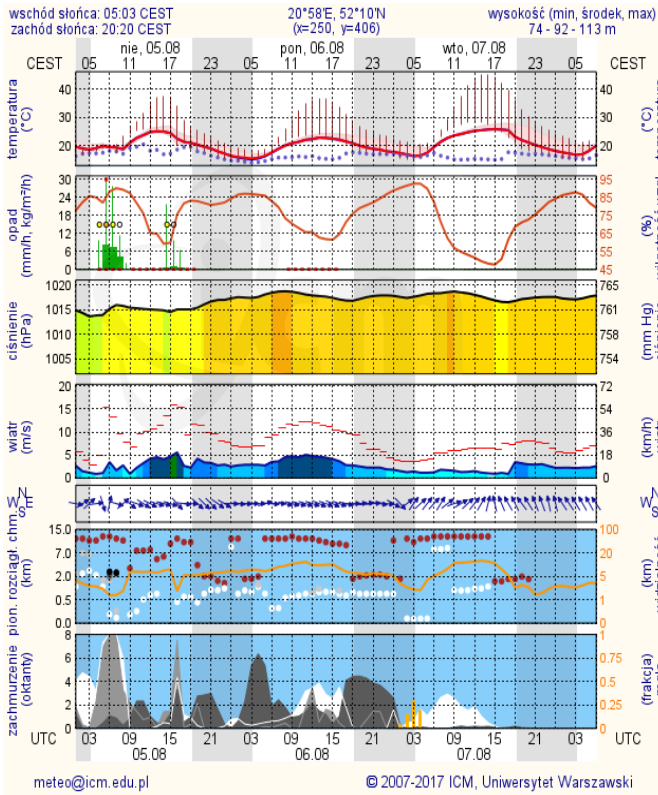 wschód słońca: 05:03 CEST 20°58'E, 52°10'N wysokość (min, środek, max)
zachód słońca: 20:20 CEST (x=250, y=406) 74 - 92 - 113 m
nie, 05.08 pon, 06.08 wto, 07.08
CEST 05 11 17 23 05 11 17 23 05 11 17 23 05 CEST
temperatura (°C)
40 40
30 30
20 20
(°C)
opad (mm/h, kg/m²/h)
30 95
24 85
18 75
12 65
6 55
0 45
(%)
ciśnienie (hPa)
1020 765
1015 761
1010 758
1005 754
(mm Hg)
wiatr (m/s)
20 72
15 54
10 36
5 18
0 0
(km/h)
N
W E
S
N
W
S
pion. rozciągł. chm. (km)
15.0 100
7.0 20
2.0 5
0.5 1
0.0 0
(km)
zachmurzenie (oktanty)
8 1
6 0.75
4 0.5
2 0.25
0 0
(frakcja)
UTC 03 09 15 21 03 09 15 21 03 09 15 21 03 UTC
05.08 06.08 07.08
meteo@icm.edu.pl © 2007-2017 ICM, Uniwersytet Warszawski